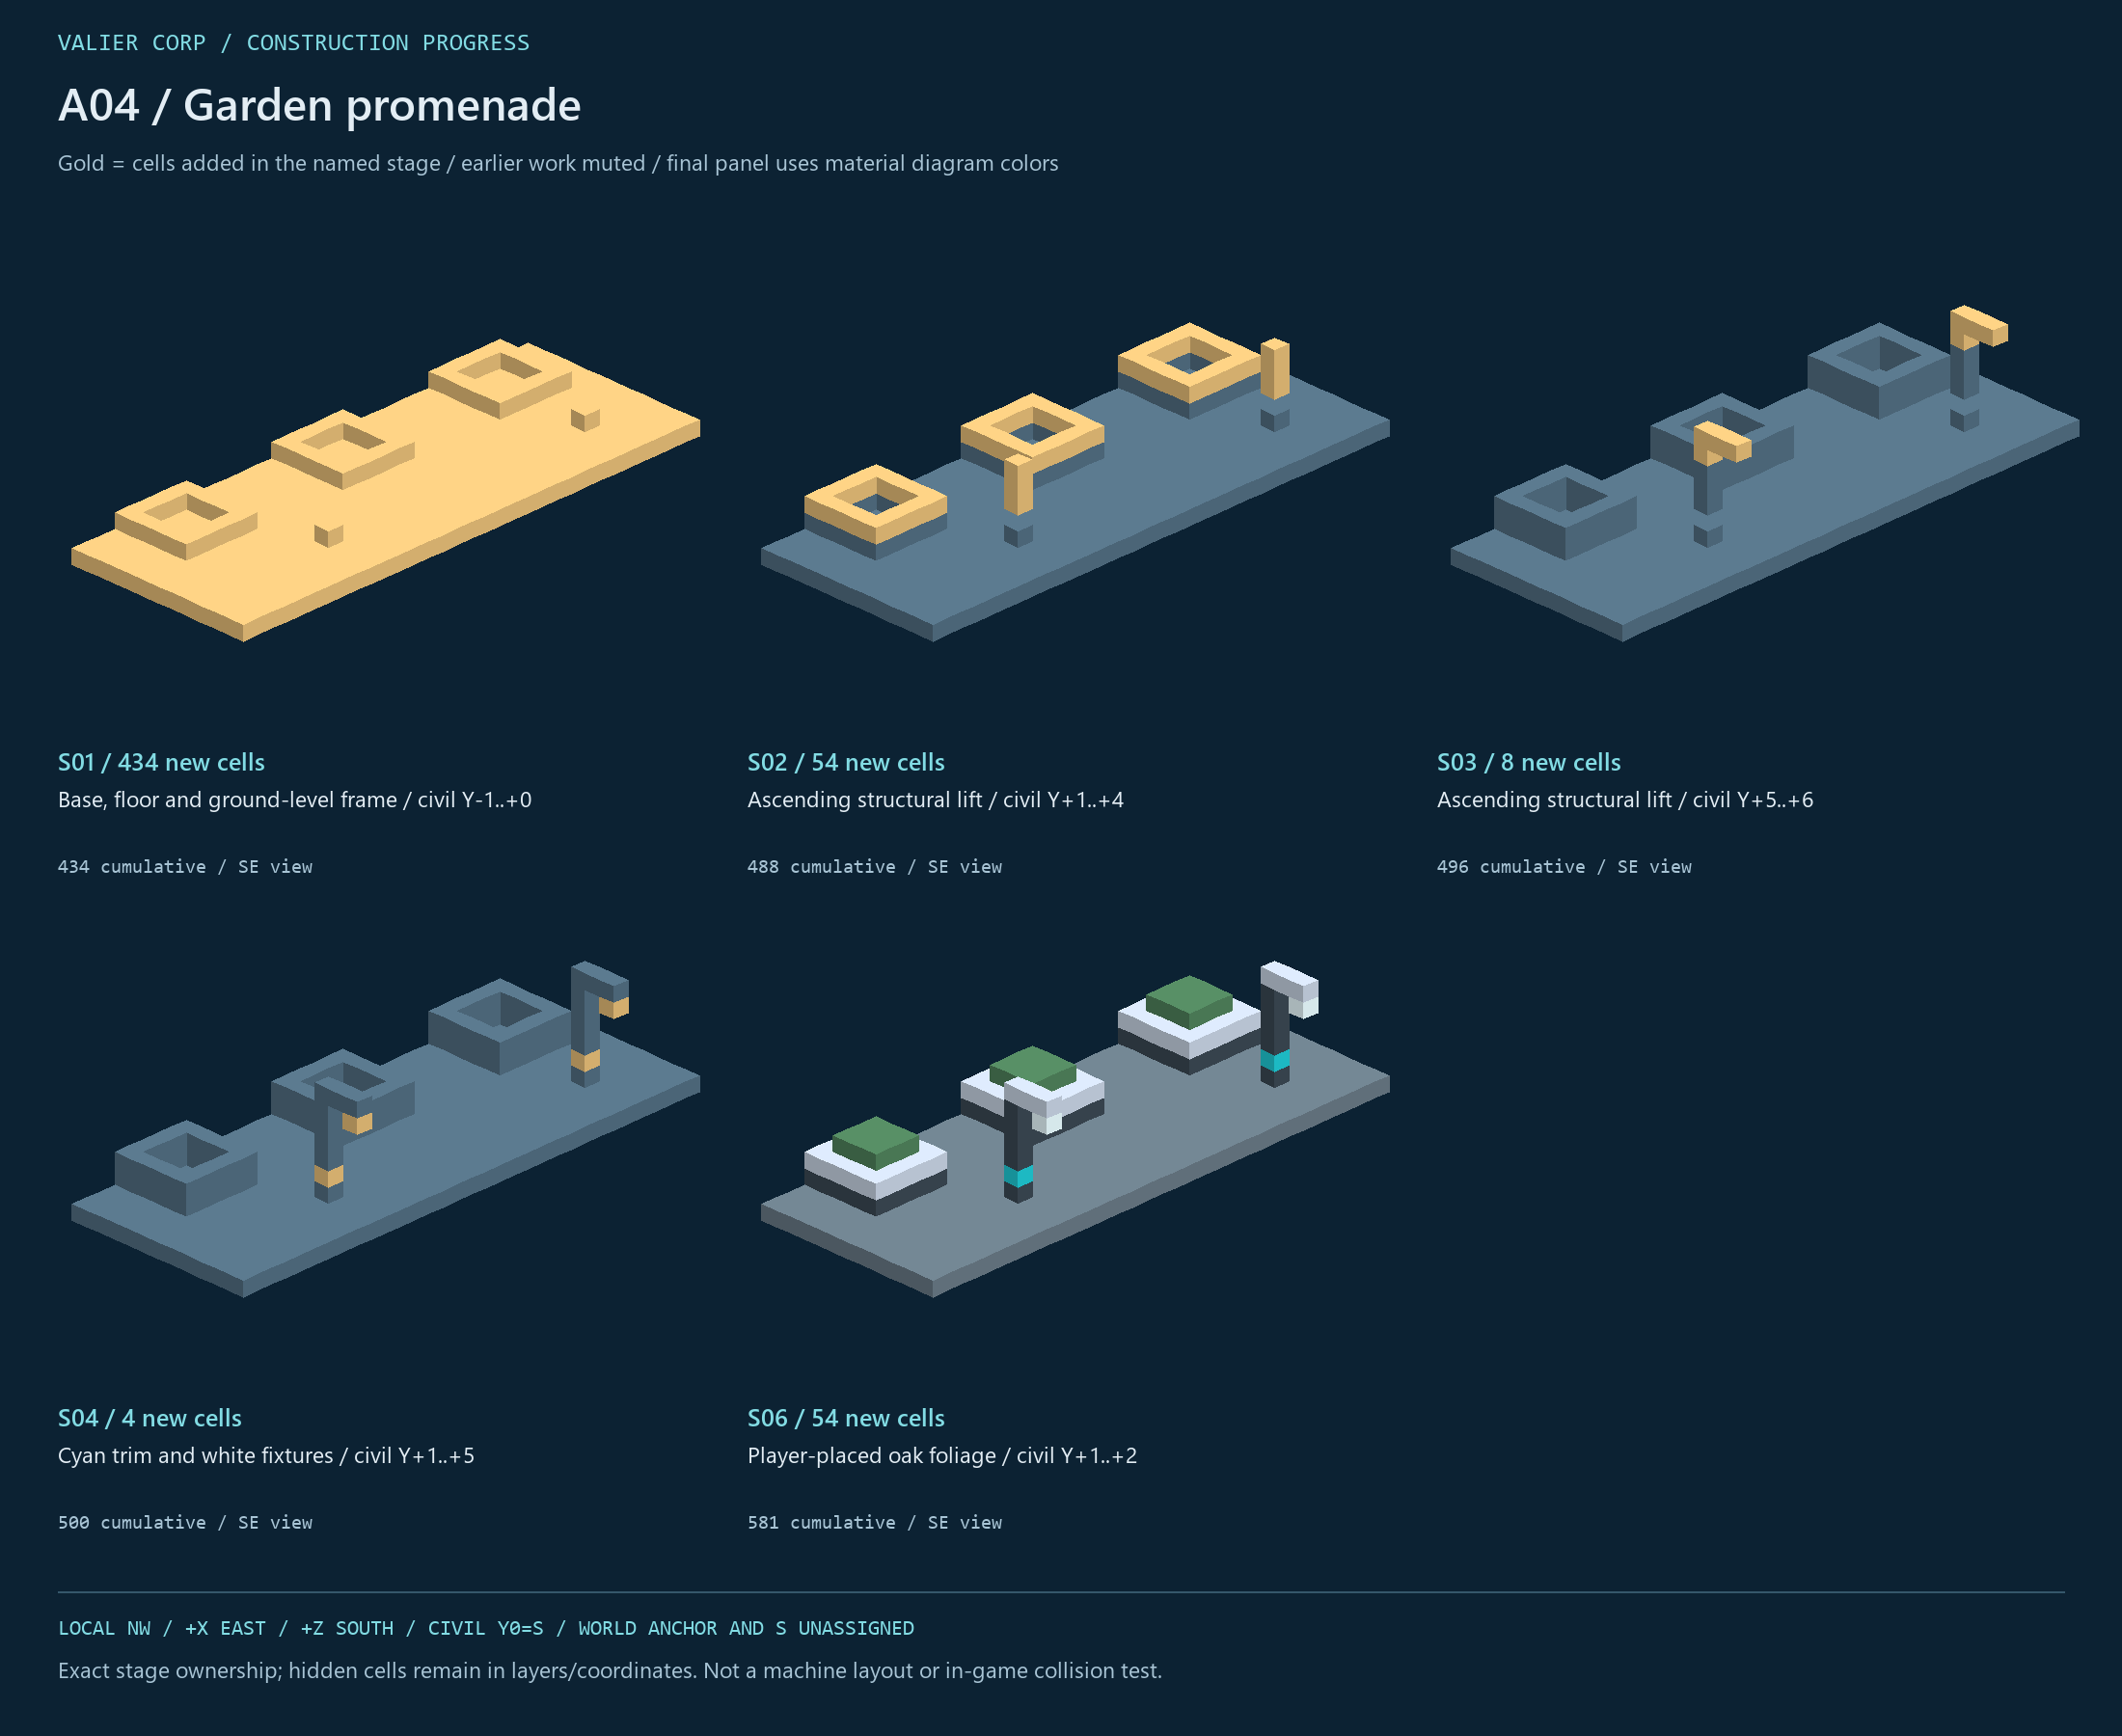 VALIER CORP / CONSTRUCTION PROGRESS
A04 / Garden promenade
Gold = cells added in the named stage / earlier work muted / final panel uses material diagram colors
S01 / 434 new cells
Base, floor and ground-level frame / civil Y-1..+0
434 cumulative / SE view
S02 / 54 new cells
Ascending structural lift / civil Y+1..+4
488 cumulative / SE view
S03 / 8 new cells
Ascending structural lift / civil Y+5..+6
496 cumulative / SE view
S04 / 4 new cells
Cyan trim and white fixtures / civil Y+1..+5
500 cumulative / SE view
S06 / 54 new cells
Player-placed oak foliage / civil Y+1..+2
581 cumulative / SE view
LOCAL NW / +X EAST / +Z SOUTH / CIVIL Y0=S / WORLD ANCHOR AND S UNASSIGNED
Exact stage ownership; hidden cells remain in layers/coordinates. Not a machine layout or in-game collision test.